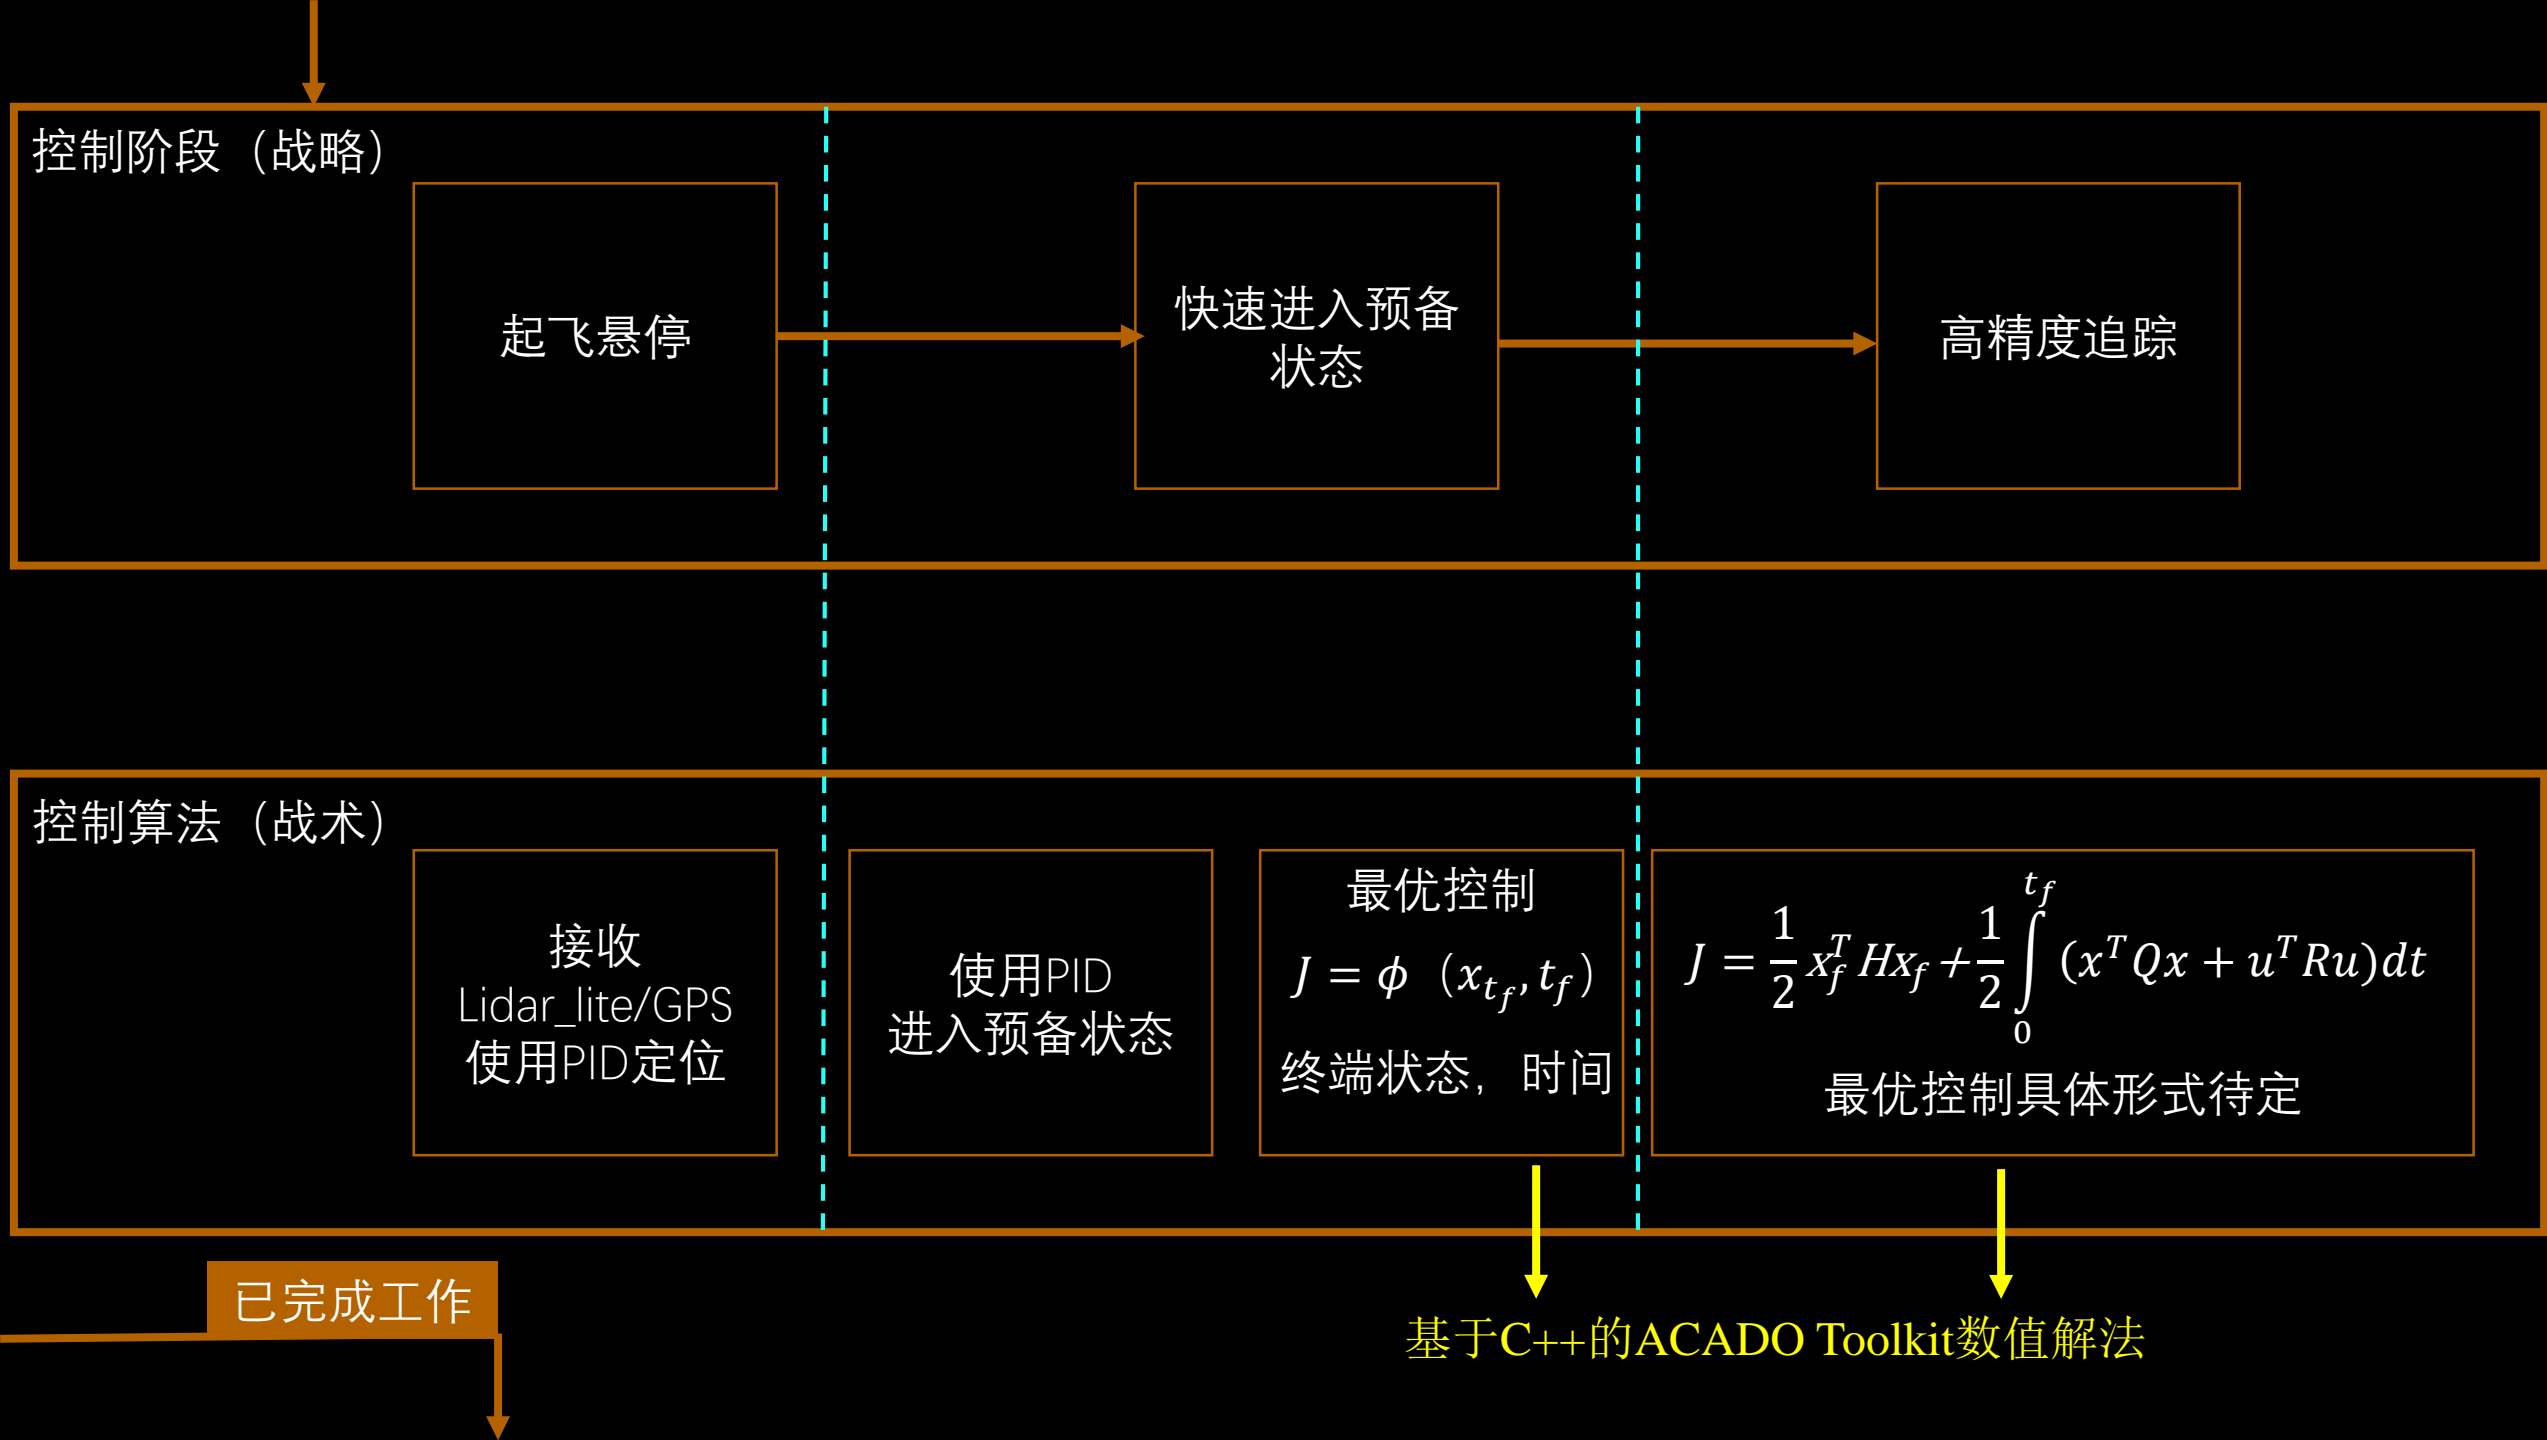 控制阶段（战略）
起飞悬停
快速进入预备
状态
高精度追踪
控制算法（战术）
接收
Lidar_lite/GPS
使用PID定位
使用PID
进入预备状态
最优控制
J = ϕ（x_{t_f}, t_f）
终端状态，时间
J = \frac{1}{2} x_f^T H x_f + \frac{1}{2} \int_0^{t_f} (x^T Q x + u^T R u) dt
最优控制具体形式待定
已完成工作
基于C++的ACADO Toolkit数值解法